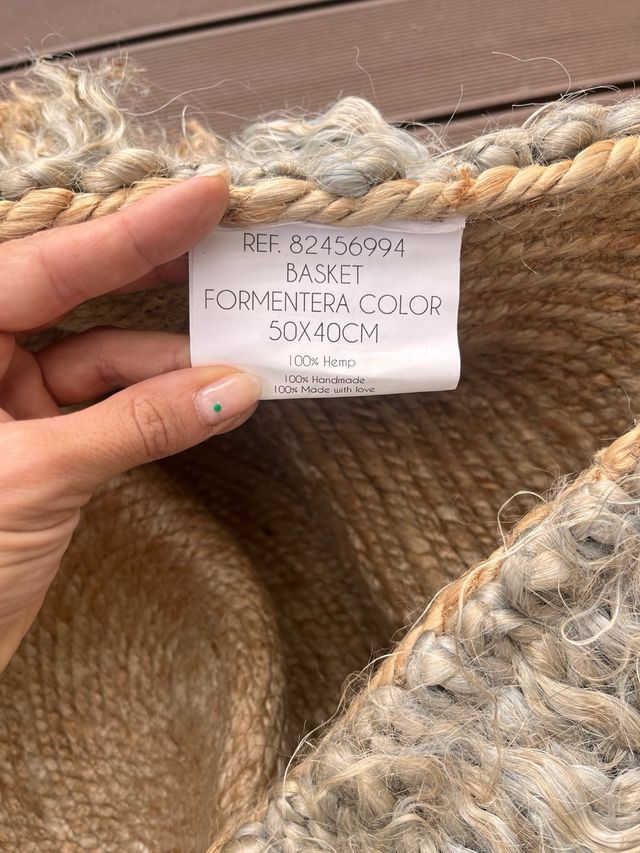 REF. 82456994
BASKET
FORMENTERA COLOR
50X40CM
100% Hemp
100% Handmade
100% Made with love